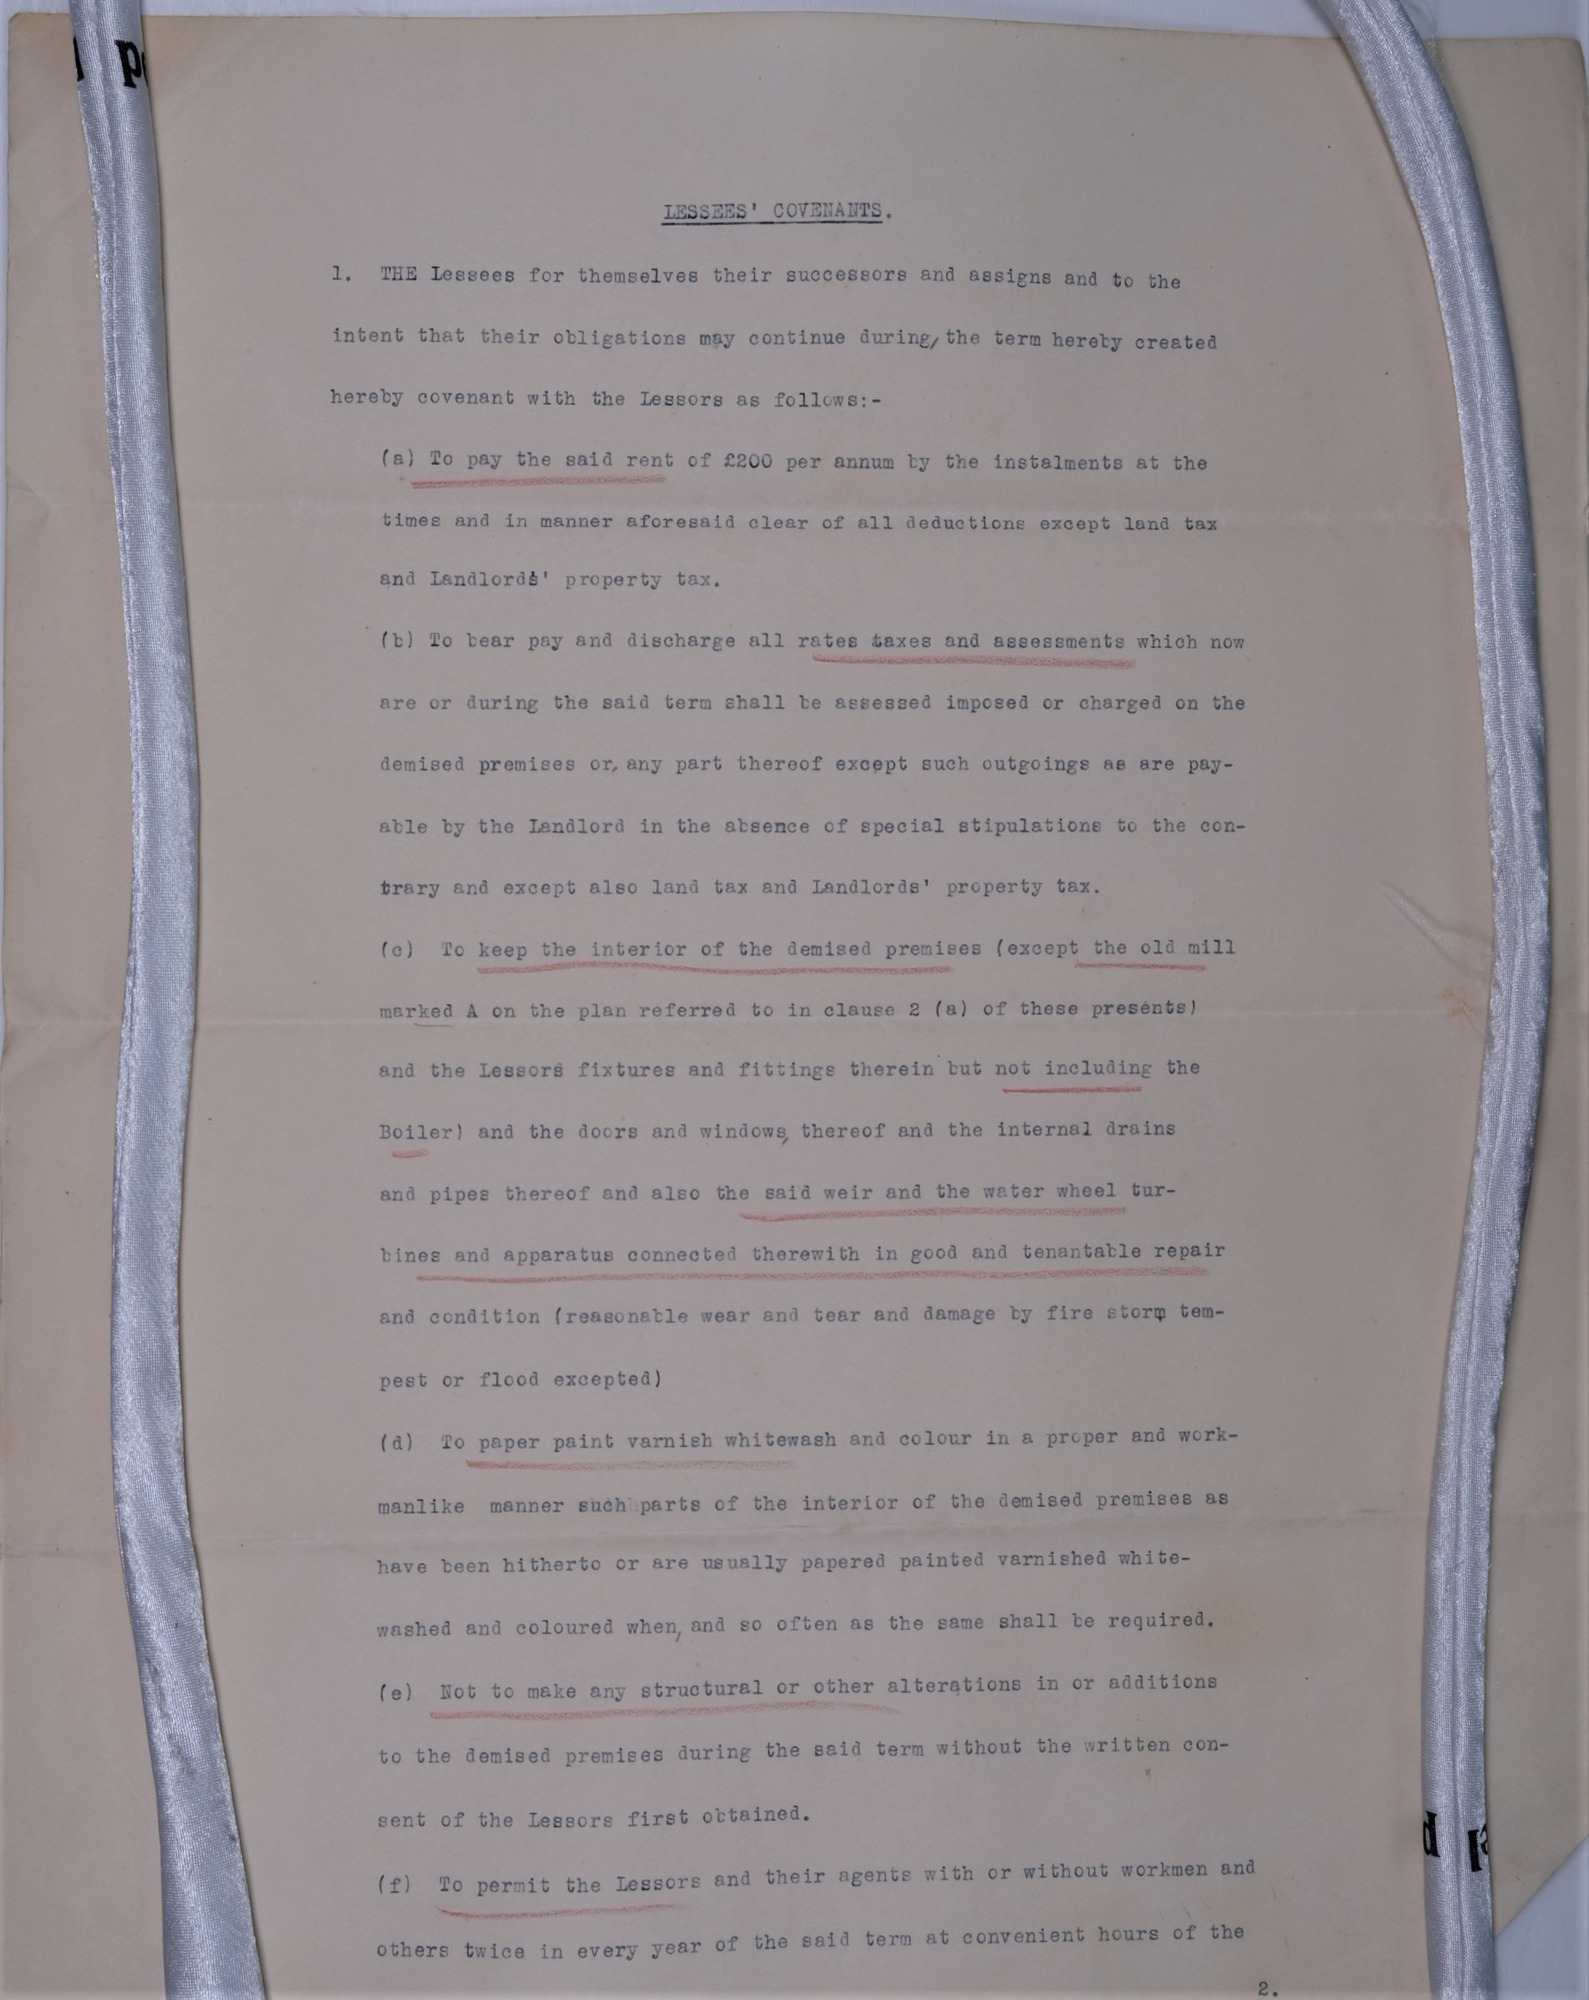 LESSEES' COVENANTS.
1. THE Lessees for themselves their successors and assigns and to the
intent that their obligations may continue during, the term hereby created
hereby covenant with the Lessors as follows:-
(a) To pay the said rent of £200 per annum by the instalments at the
times and in manner aforesaid clear of all deductions except land tax
and Landlords' property tax.
(b) To bear pay and discharge all rates taxes and assessments which now
are or during the said term shall be assessed imposed or charged on the
demised premises or, any part thereof except such outgoings as are pay-
able by the Landlord in the absence of special stipulations to the con-
trary and except also land tax and Landlords' property tax.
(c) To keep the interior of the demised premises (except the old mill
marked A on the plan referred to in clause 2 (a) of these presents)
and the Lessors fixtures and fittings therein but not including the
Boiler) and the doors and windows, thereof and the internal drains
and pipes thereof and also the said weir and the water wheel tur-
bines and apparatus connected therewith in good and tenantable repair
and condition (reasonable wear and tear and damage by fire storm tem-
pest or flood excepted)
(d) To paper paint varnish whitewash and colour in a proper and work-
manlike manner such parts of the interior of the demised premises as
have been hitherto or are usually papered painted varnished white-
washed and coloured when, and so often as the same shall be required.
(e) Not to make any structural or other alterations in or additions
to the demised premises during the said term without the written con-
sent of the Lessors first obtained.
(f) To permit the Lessors and their agents with or without workmen and
others twice in every year of the said term at convenient hours of the
2.